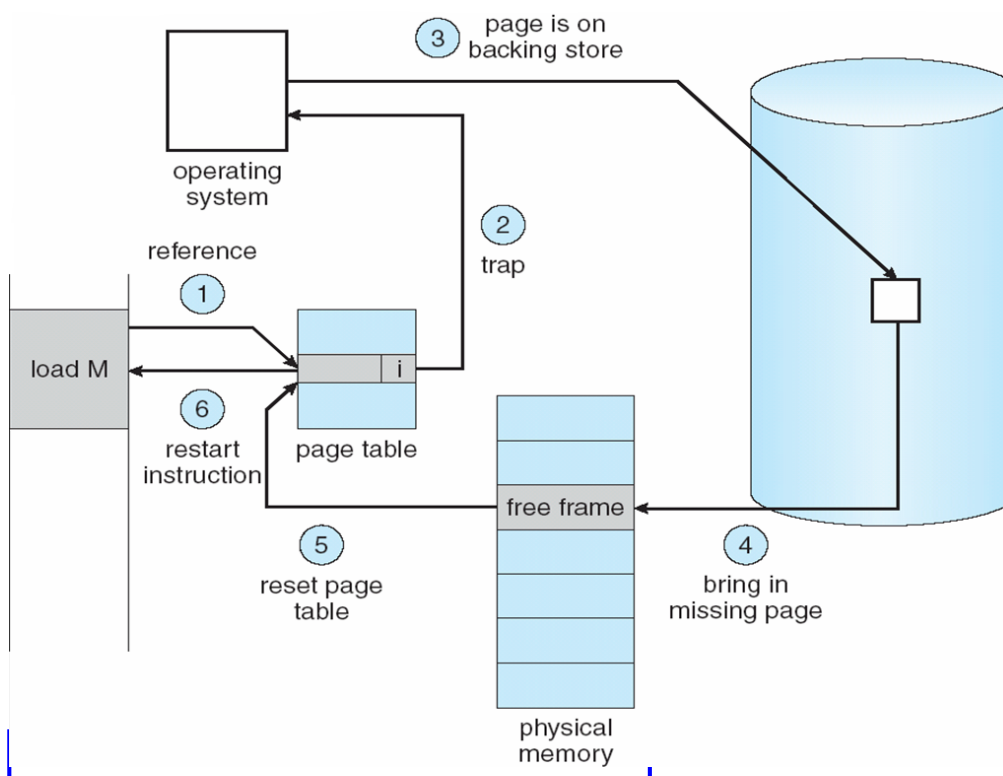 3
page is on
backing store
operating
system
2
trap
reference
1
load M
i
6
restart
instruction
page table
free frame
5
reset page
table
4
bring in
missing page
physical
memory